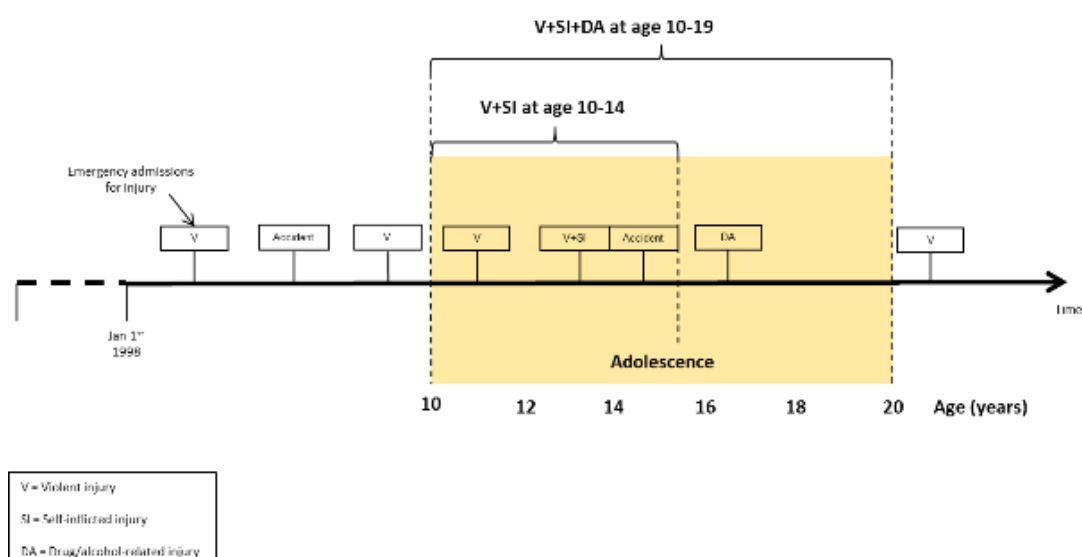 V+SI+DA at age 10-19
V+SI at age 10-14
Emergency admissions
for injury
V
Accident
V
V
V+SI
Accident
DA
V
Time
Jan 1st
1998
Adolescence
10
12
14
16
18
20
Age (years)
V = Violent injury
SI = Self-inflicted injury
DA = Drug/alcohol-related injury